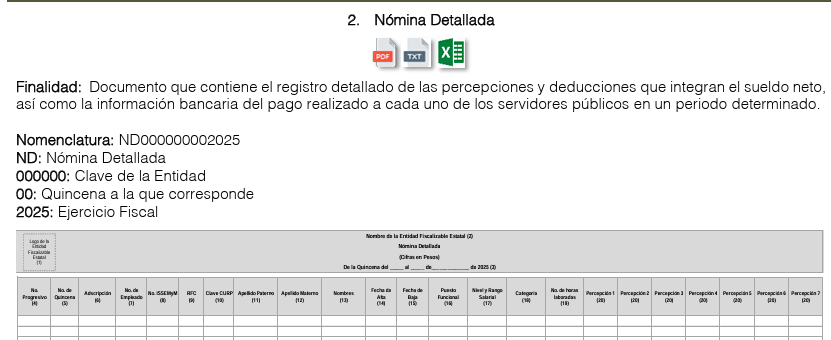 2. Nómina Detallada
PDF TXT X
Finalidad: Documento que contiene el registro detallado de las percepciones y deducciones que integran el sueldo neto,
así como la información bancaria del pago realizado a cada uno de los servidores públicos en un periodo determinado.
Nomenclatura: ND000000002025
ND: Nómina Detallada
000000: Clave de la Entidad
00: Quincena a la que corresponde
2025: Ejercicio Fiscal
Logo de la
Entidad
Fiscalizable
Estatal
(1)
Nombre de la Entidad Fiscalizable Estatal (2)
Nómina Detallada
(Cifras en Pesos)
De la Quincena del _____ al _____ de_____________ de 2025 (3)
No. Progresivo (4) No. de Quincena (5) Adscripción (6) No. de Empleado (7) No. ISSEMyM (8) RFC (9) Clave CURP (10) Apellido Paterno (11) Apellido Materno (12) Nombres (13) Fecha de Alta (14) Fecha de Baja (15) Puesto Funcional (16) Nivel y Rango Salarial (17) Categoría (18) No. de horas laboradas (19) Percepción 1 (20) Percepción 2 (20) Percepción 3 (20) Percepción 4 (20) Percepción 5 (20) Percepción 6 (20) Percepción 7 (20)